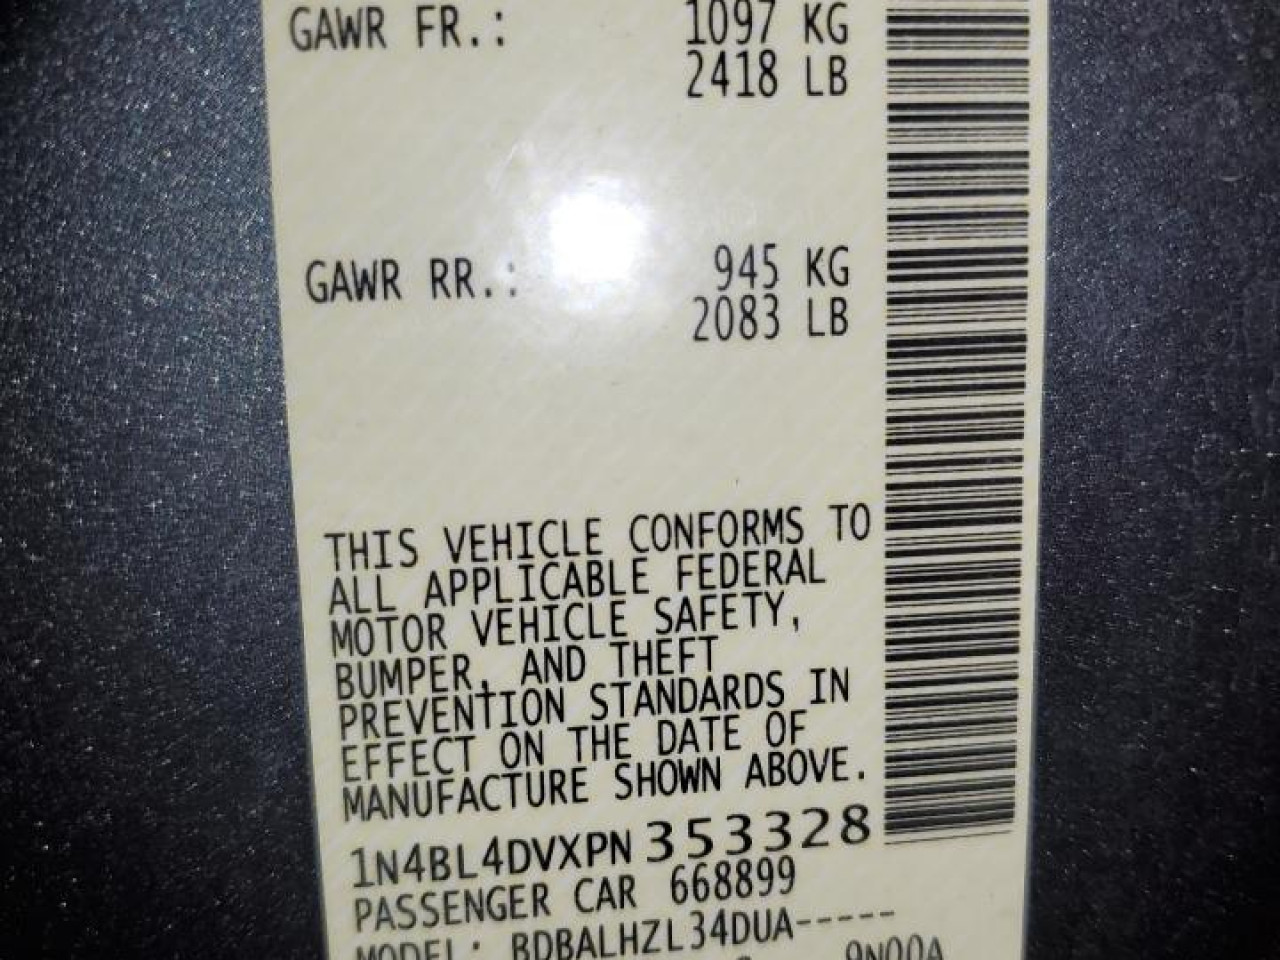 GAWR FR.: 1097 KG
2418 LB
GAWR RR.: 945 KG
2083 LB
THIS VEHICLE CONFORMS TO
ALL APPLICABLE FEDERAL
MOTOR VEHICLE SAFETY,
BUMPER, AND THEFT
PREVENTION STANDARDS IN
EFFECT ON THE DATE OF
MANUFACTURE SHOWN ABOVE.
1N4BL4DVXPN353328
PASSENGER CAR 668899
MODEL: BDBALHZL34DUA-----
9N00A